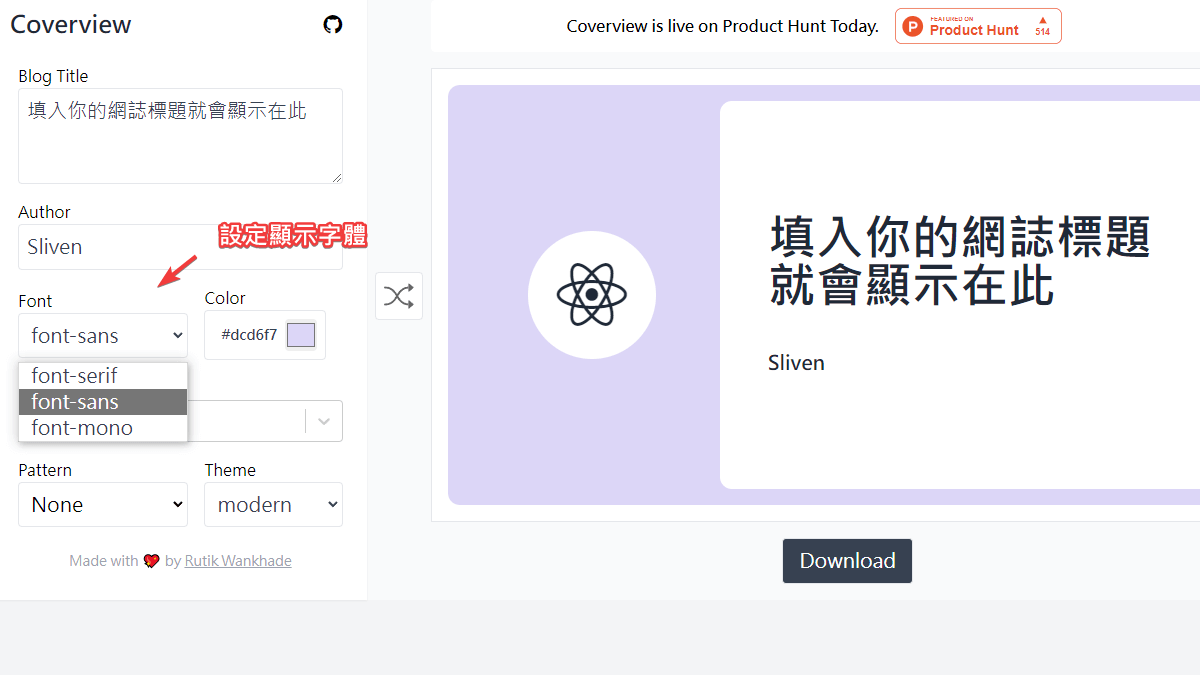 Coverview
Coverview is live on Product Hunt Today.
FEATURED ON
Product Hunt
514
Blog Title
填入你的網誌標題就會顯示在此
Author
Sliven
設定顯示字體
Font
Color
font-sans
#dcd6f7
font-serif
font-sans
font-mono
Pattern
Theme
None
modern
Made with by Rutik Wankhade
填入你的網誌標題
就會顯示在此
Sliven
Download